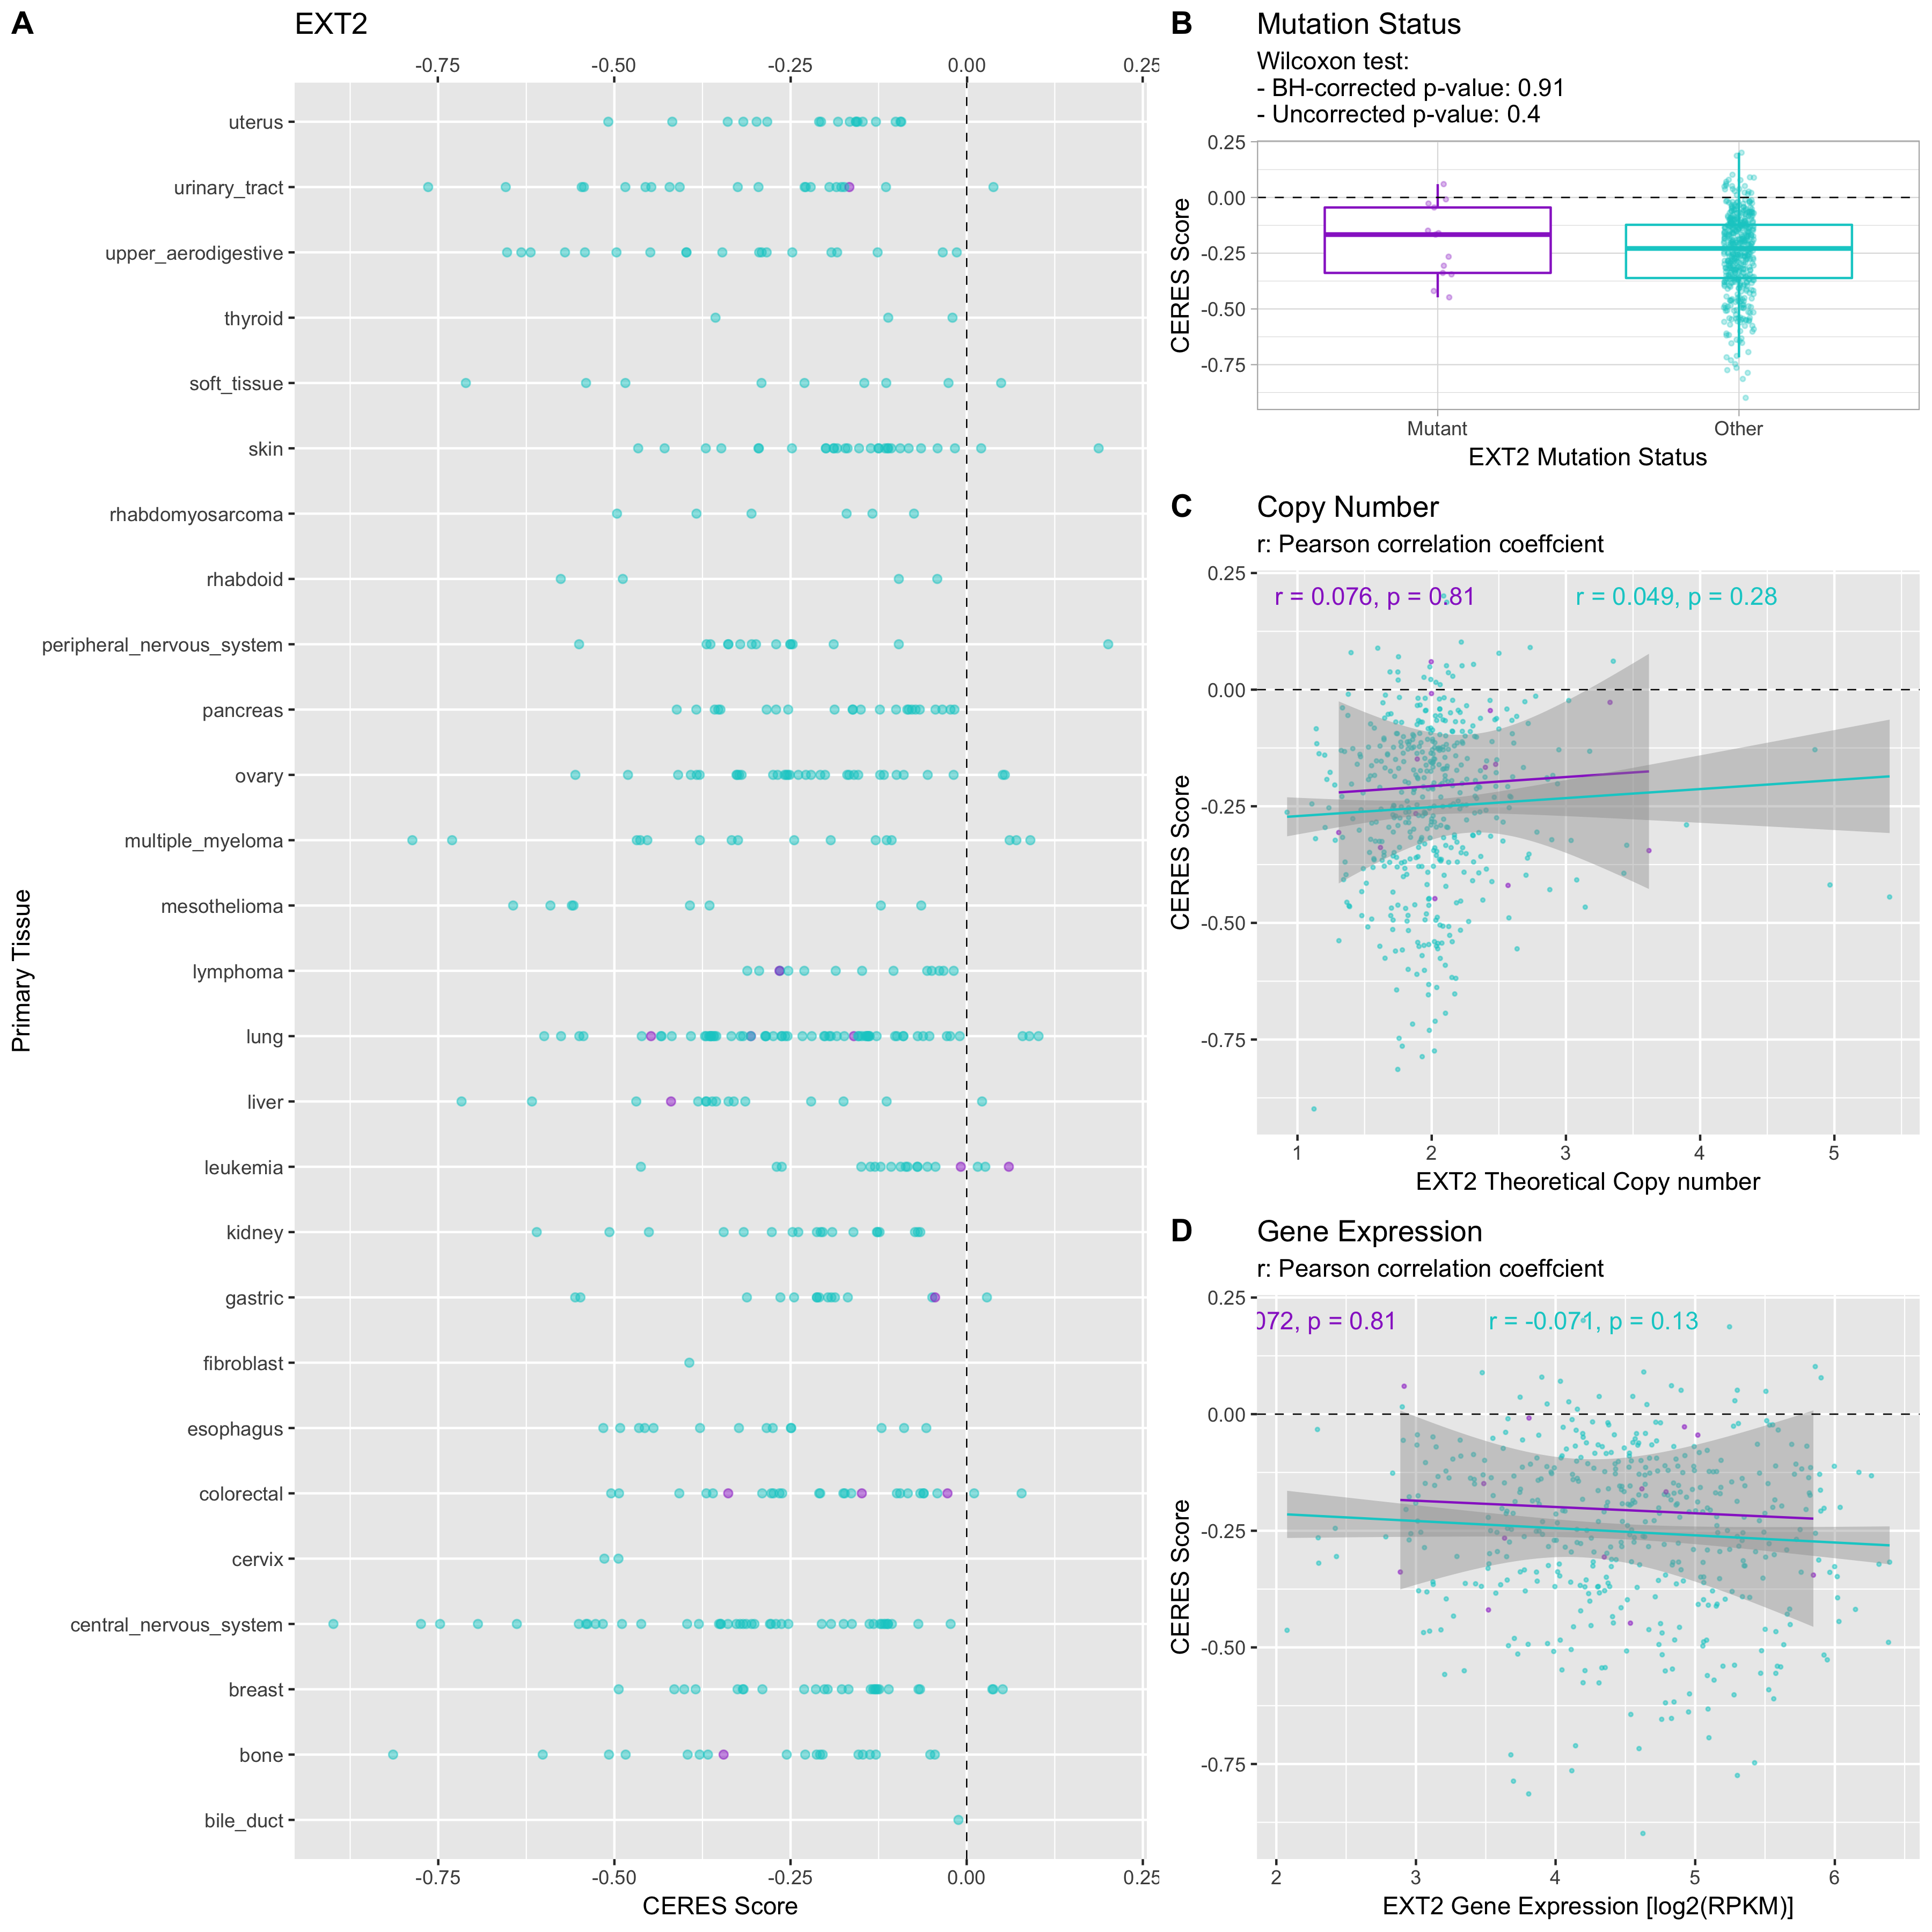 A
EXT2
-0.75 -0.50 -0.25 0.00 0.25
Primary Tissue
uterus
urinary_tract
upper_aerodigestive
thyroid
soft_tissue
skin
rhabdomyosarcoma
rhabdoid
peripheral_nervous_system
pancreas
ovary
multiple_myeloma
mesothelioma
lymphoma
lung
liver
leukemia
kidney
gastric
fibroblast
esophagus
colorectal
cervix
central_nervous_system
breast
bone
bile_duct
-0.75 -0.50 -0.25 0.00 0.25
CERES Score
B
Mutation Status
Wilcoxon test:
- BH-corrected p-value: 0.91
- Uncorrected p-value: 0.4
CERES Score
0.25
0.00
-0.25
-0.50
-0.75
Mutant Other
EXT2 Mutation Status
C
Copy Number
r: Pearson correlation coeffcient
r = 0.076, p = 0.81 r = 0.049, p = 0.28
CERES Score
0.25
0.00
-0.25
-0.50
-0.75
1 2 3 4 5
EXT2 Theoretical Copy number
D
Gene Expression
r: Pearson correlation coeffcient
072, p = 0.81 r = -0.071, p = 0.13
CERES Score
0.25
0.00
-0.25
-0.50
-0.75
2 3 4 5 6
EXT2 Gene Expression [log2(RPKM)]